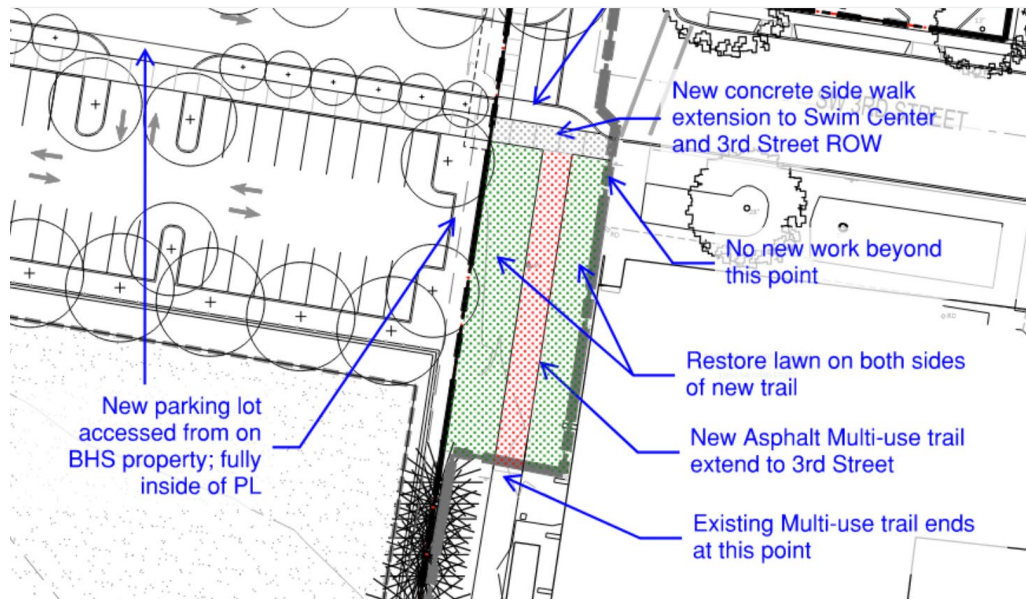 New concrete side walk
extension to Swim Center
and 3rd Street ROW
SW 3RD STREET
No new work beyond
this point
Restore lawn on both sides
of new trail
New parking lot
accessed from on
BHS property; fully
inside of PL
New Asphalt Multi-use trail
extend to 3rd Street
Existing Multi-use trail ends
at this point
RD
RD